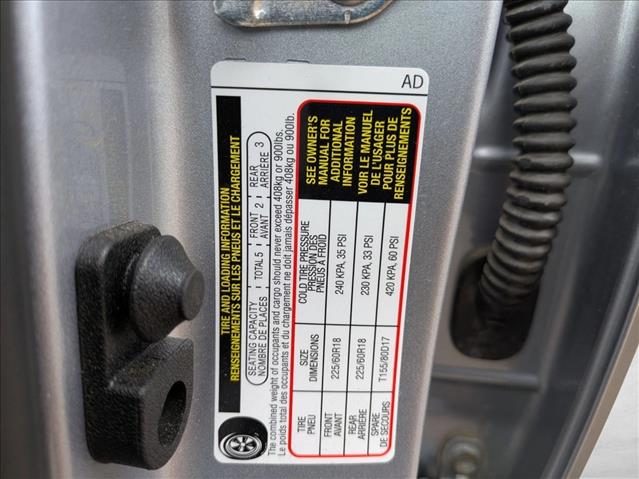 TIRE AND LOADING INFORMATION
RENSEIGNEMENTS SUR LES PNEUS ET LE CHARGEMENT
SEATING CAPACITY TOTAL 5 FRONT 2 REAR 3
NOMBRE DE PLACES AVANT ARRIÈRE
The combined weight of occupants and cargo should never exceed 408kg or 900lbs.
Le poids total des occupants et du chargement ne doit jamais dépasser 408kg ou 900lb.
TIRE SIZE COLD TIRE PRESSURE
PNEU DIMENSIONS PRESSION DES
PNEUS À FROID
FRONT 225/60R18 240 KPA, 35 PSI
AVANT
REAR 225/60R18 230 KPA, 33 PSI
ARRIÈRE
SPARE T155/80D17 420 KPA, 60 PSI
DE SECOURS
SEE OWNER'S
MANUAL FOR
ADDITIONAL
INFORMATION
VOIR LE MANUEL
DE L'USAGER
POUR PLUS DE
RENSEIGNEMENTS
AD